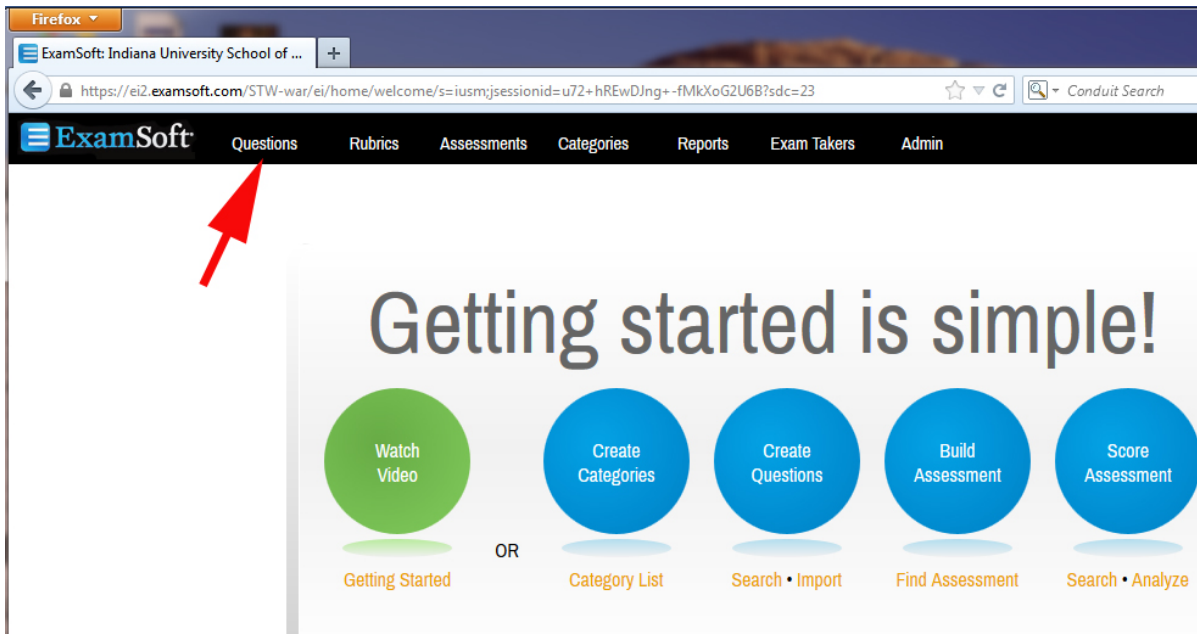 Firefox
ExamSoft: Indiana University School of ...
https://ei2.examsoft.com/STW-war/ei/home/welcome/s=iusm;jsessionid=u72+hREwDJng+-fMkXoG2U6B?sdc=23
Conduit Search
ExamSoft Questions Rubrics Assessments Categories Reports Exam Takers Admin
Getting started is simple!
Watch Video
Create Categories
Create Questions
Build Assessment
Score Assessment
OR
Getting Started
Category List
Search • Import
Find Assessment
Search • Analyze